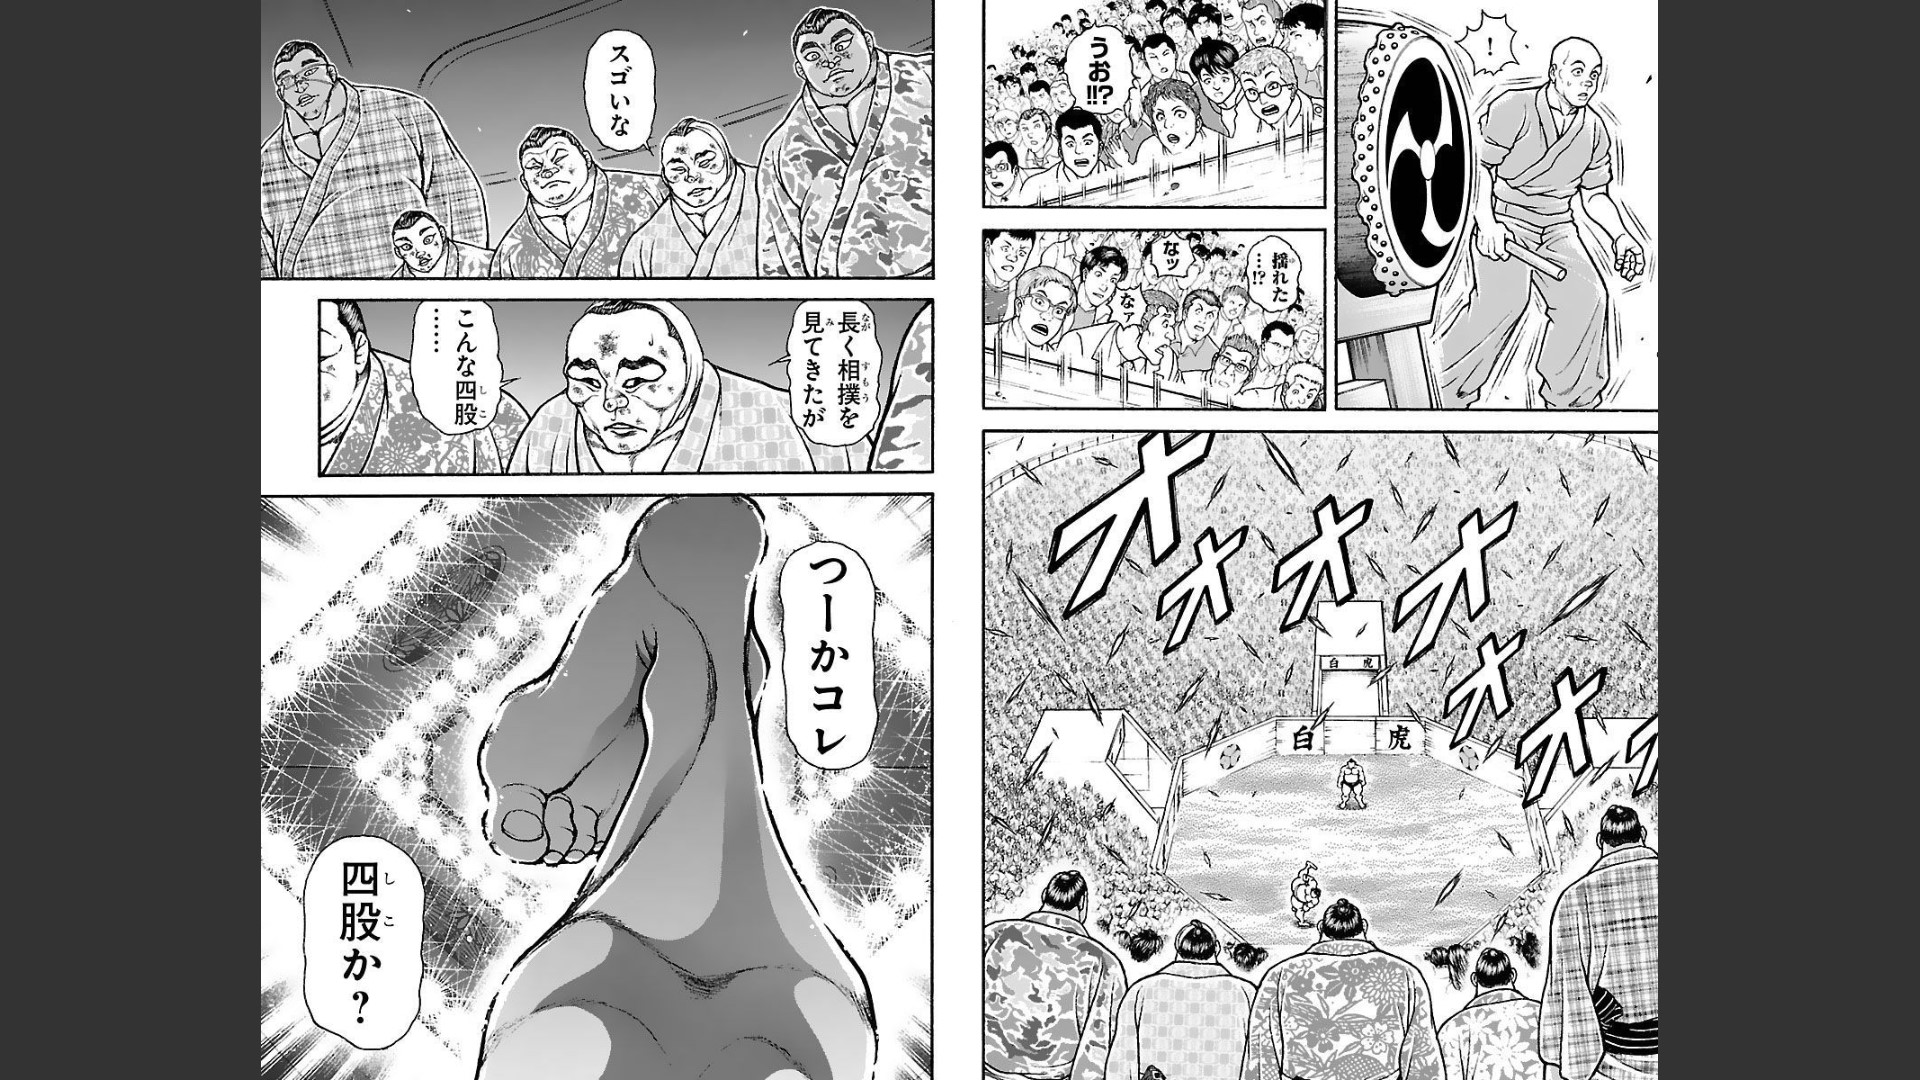 ！
うお!!?
揺れた
……!?
なッ
なァ
オオオオオオオ
白虎
白虎
スゴいな
長く相撲を
見てきたが
こんな四股
……
つーかコレ
四股か？